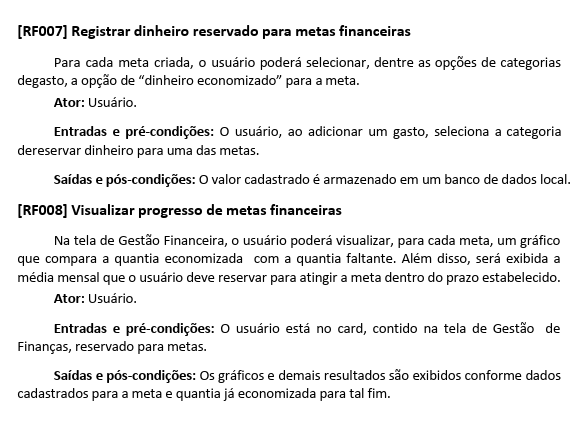 [RF007] Registrar dinheiro reservado para metas financeiras
Para cada meta criada, o usuário poderá selecionar, dentre as opções de categorias
degasto, a opção de “dinheiro economizado” para a meta.
Ator: Usuário.
Entradas e pré-condições: O usuário, ao adicionar um gasto, seleciona a categoria
dereservar dinheiro para uma das metas.
Saídas e pós-condições: O valor cadastrado é armazenado em um banco de dados local.
[RF008] Visualizar progresso de metas financeiras
Na tela de Gestão Financeira, o usuário poderá visualizar, para cada meta, um gráfico
que compara a quantia economizada com a quantia faltante. Além disso, será exibida a
média mensal que o usuário deve reservar para atingir a meta dentro do prazo estabelecido.
Ator: Usuário.
Entradas e pré-condições: O usuário está no card, contido na tela de Gestão de
Finanças, reservado para metas.
Saídas e pós-condições: Os gráficos e demais resultados são exibidos conforme dados
cadastrados para a meta e quantia já economizada para tal fim.